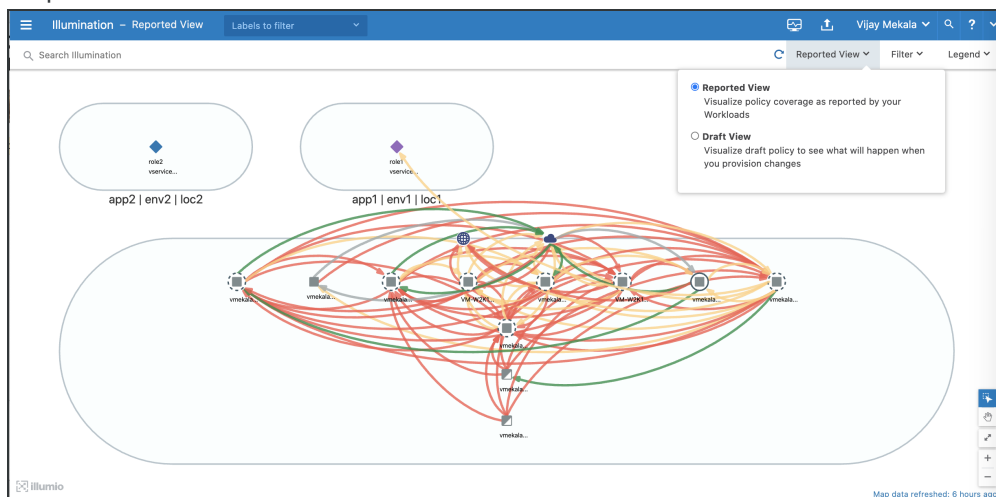 Illumination – Reported View
Labels to filter
Vijay Mekala
?
Search Illumination
Reported View
Filter
Legend
Reported View
Visualize policy coverage as reported by your
Workloads
Draft View
Visualize draft policy to see what will happen when
you provision changes
role2
vservice...
app2 | env2 | loc2
role1
vservice...
app1 | env1 | loc1
vmekala...
vmekala...
vmekala...
VM-W2K1...
vmekala...
VM-W2K1...
vmekala...
vmekala...
vmekala...
vmekala...
vmekala...
+
−
illumio
Map data refreshed: 6 hours ago